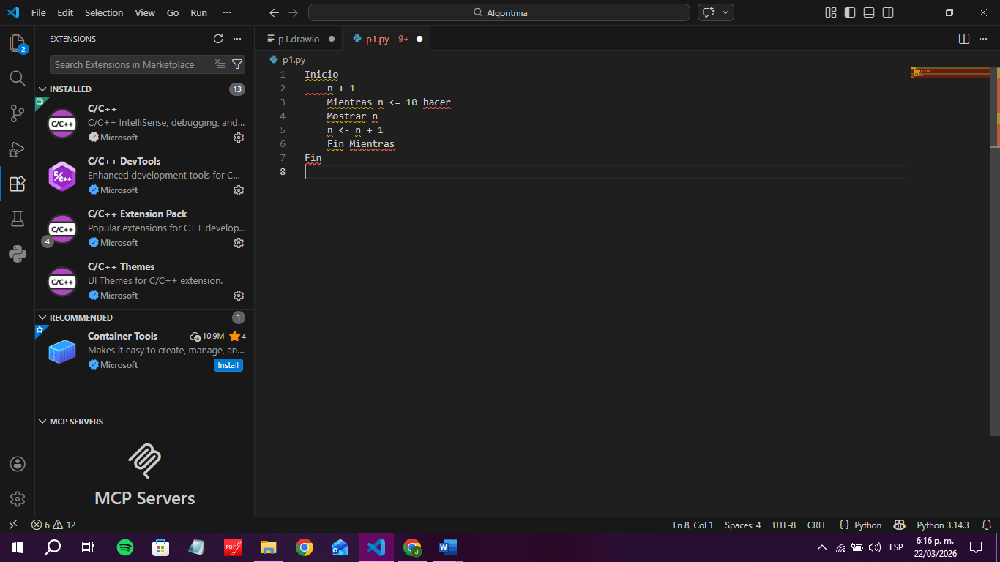 File Edit Selection View Go Run ···
Algoritmia
EXTENSIONS
2
Search Extensions in Marketplace
INSTALLED 13
C/C++
C/C++ IntelliSense, debugging, and...
Microsoft
C/C++ DevTools
Enhanced development tools for C...
Microsoft
C/C++ Extension Pack
Popular extensions for C++ develop...
4
Microsoft
C/C++ Themes
UI Themes for C/C++ extension.
Microsoft
RECOMMENDED 1
Container Tools 10.9M 4
Makes it easy to create, manage, an...
Microsoft Install
MCP SERVERS
MCP Servers
p1.drawio p1.py 9+
p1.py
1 Inicio
2 n + 1
3 Mientras n <= 10 hacer
4 Mostrar n
5 n <- n + 1
6 Fin Mientras
7 Fin
8
6 12 Ln 8, Col 1 Spaces: 4 UTF-8 CRLF { } Python Python 3.14.3
ESP
6:16 p. m.
22/03/2026